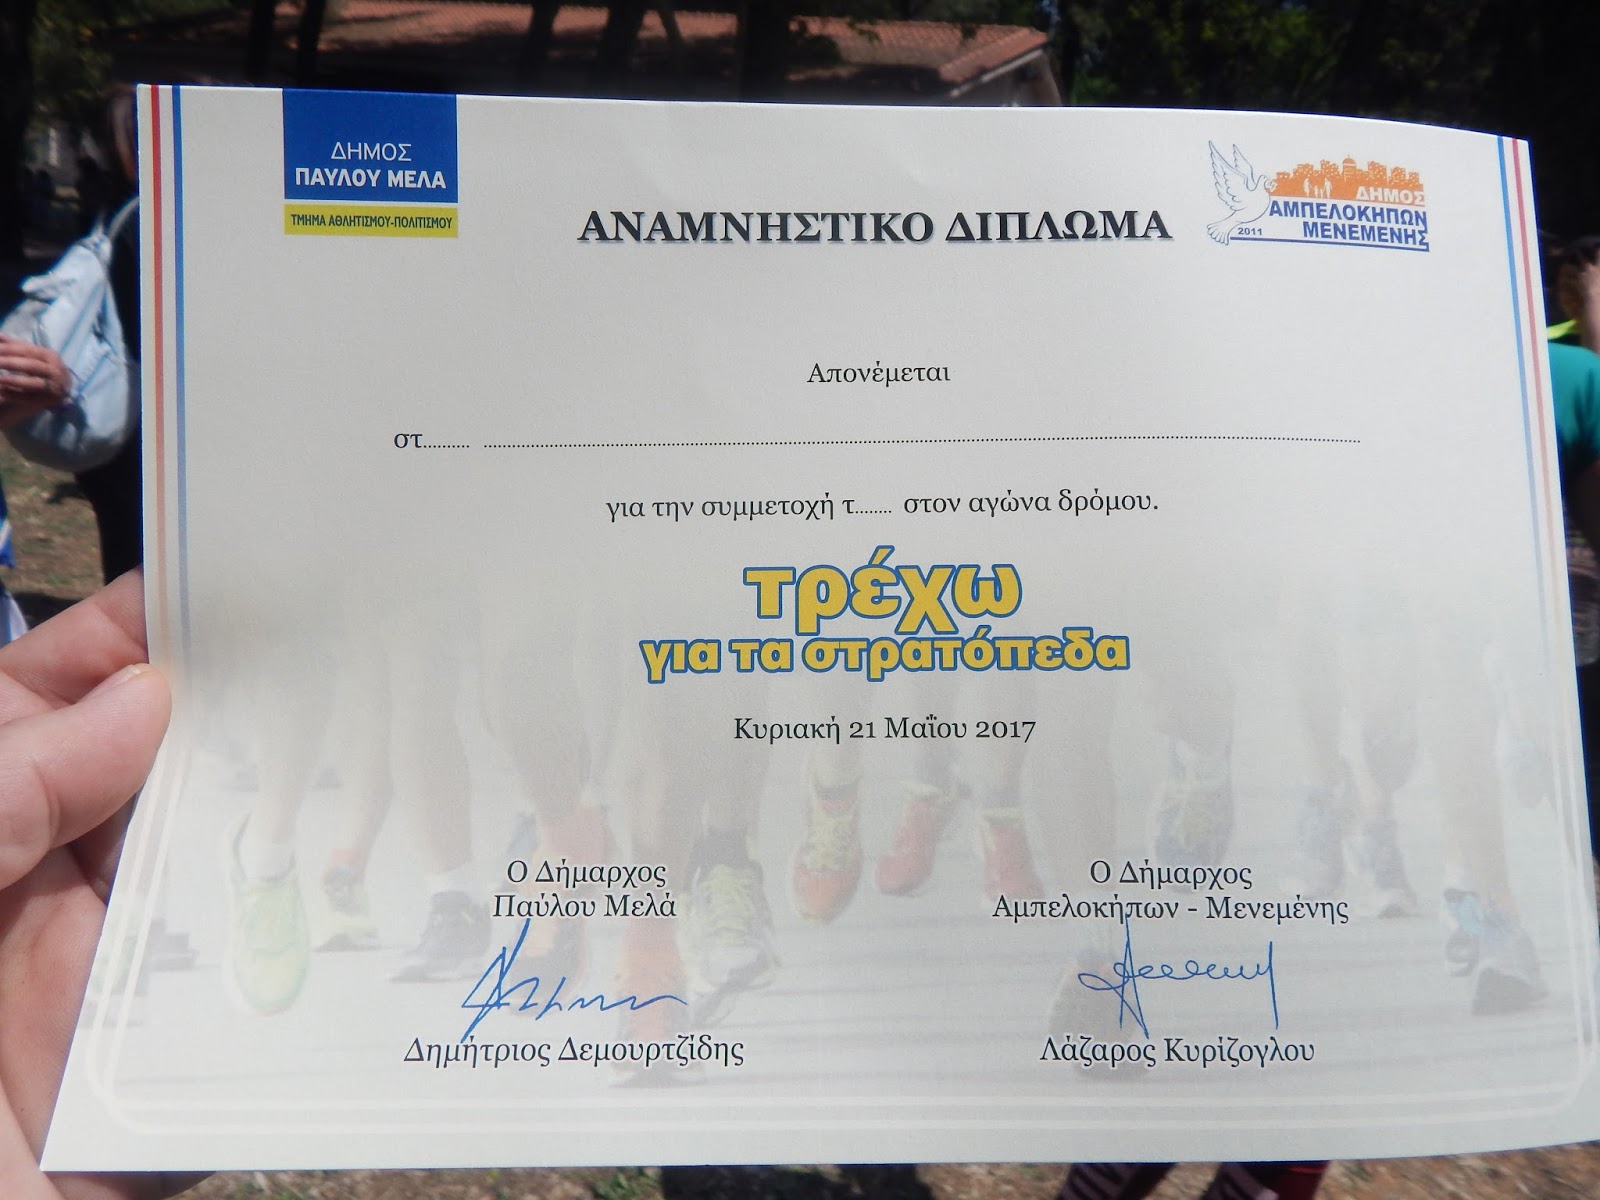 ΔΗΜΟΣ
ΠΑΥΛΟΥ ΜΕΛΑ
ΤΜΗΜΑ ΑΘΛΗΤΙΣΜΟΥ-ΠΟΛΙΤΙΣΜΟΥ
ΑΝΑΜΝΗΣΤΙΚΟ ΔΙΠΛΩΜΑ
ΔΗΜΟΣ
ΑΜΠΕΛΟΚΗΠΩΝ
2011 ΜΕΝΕΜΕΝΗΣ
Απονέμεται
στ.......... ....................................................................................
για την συμμετοχή τ........ στον αγώνα δρόμου.
τρέχω
για τα στρατόπεδα
Κυριακή 21 Μαΐου 2017
Ο Δήμαρχος
Παύλου Μελά
Δημήτριος Δεμουρτζίδης
Ο Δήμαρχος
Αμπελοκήπων - Μενεμένης
Λάζαρος Κυρίζογλου